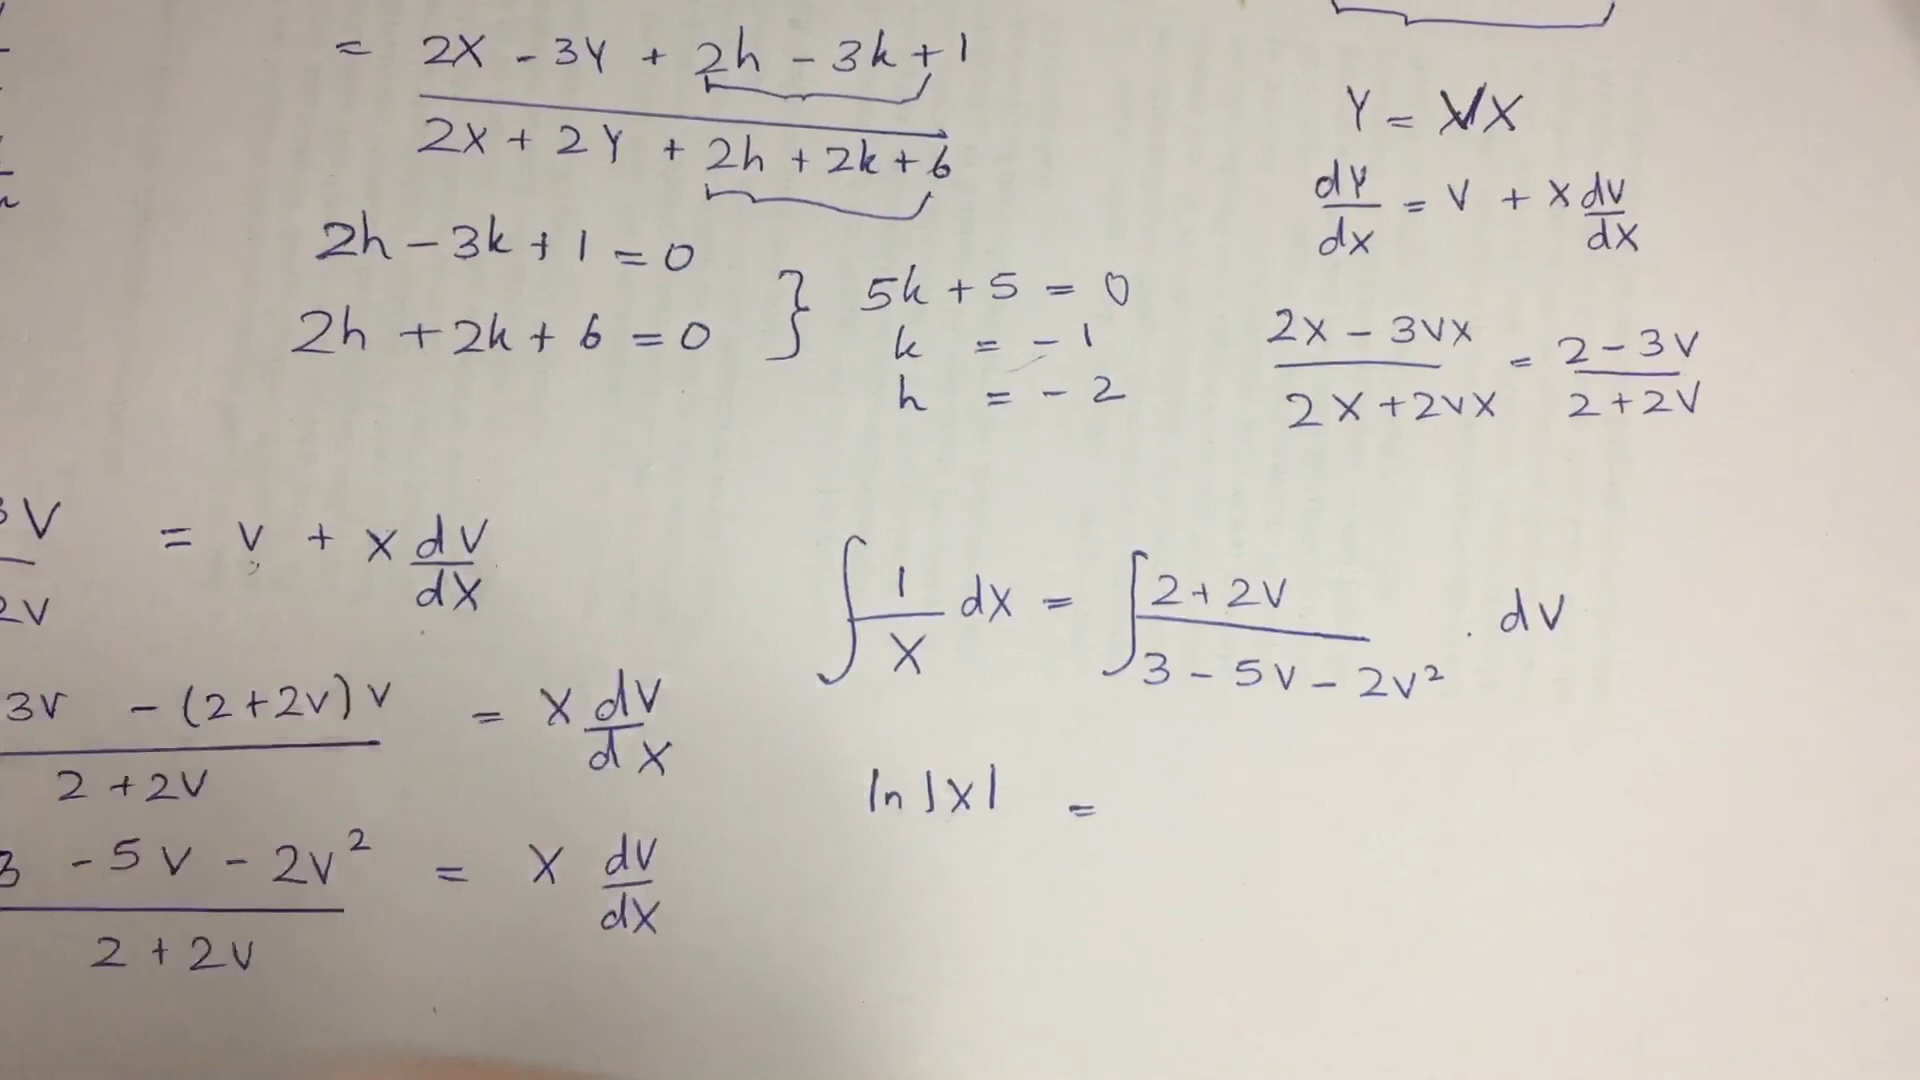 = 2X - 3Y + 2h - 3k + 1
2X + 2Y + 2h + 2k + 6
2h - 3k + 1 = 0
2h + 2k + 6 = 0
} 5k + 5 = 0
k = -1
h = -2
Y = VX
dY/dX = V + X dV/dX
2X - 3VX / 2X + 2VX = 2 - 3V / 2 + 2V
3V / 2V = V + X dV/dX
3V - (2+2V)V / 2 + 2V = X dV/dX
3 - 5V - 2V² / 2 + 2V = X dV/dX
∫ 1/X dX = ∫ 2 + 2V / 3 - 5V - 2V² . dV
ln|X| =